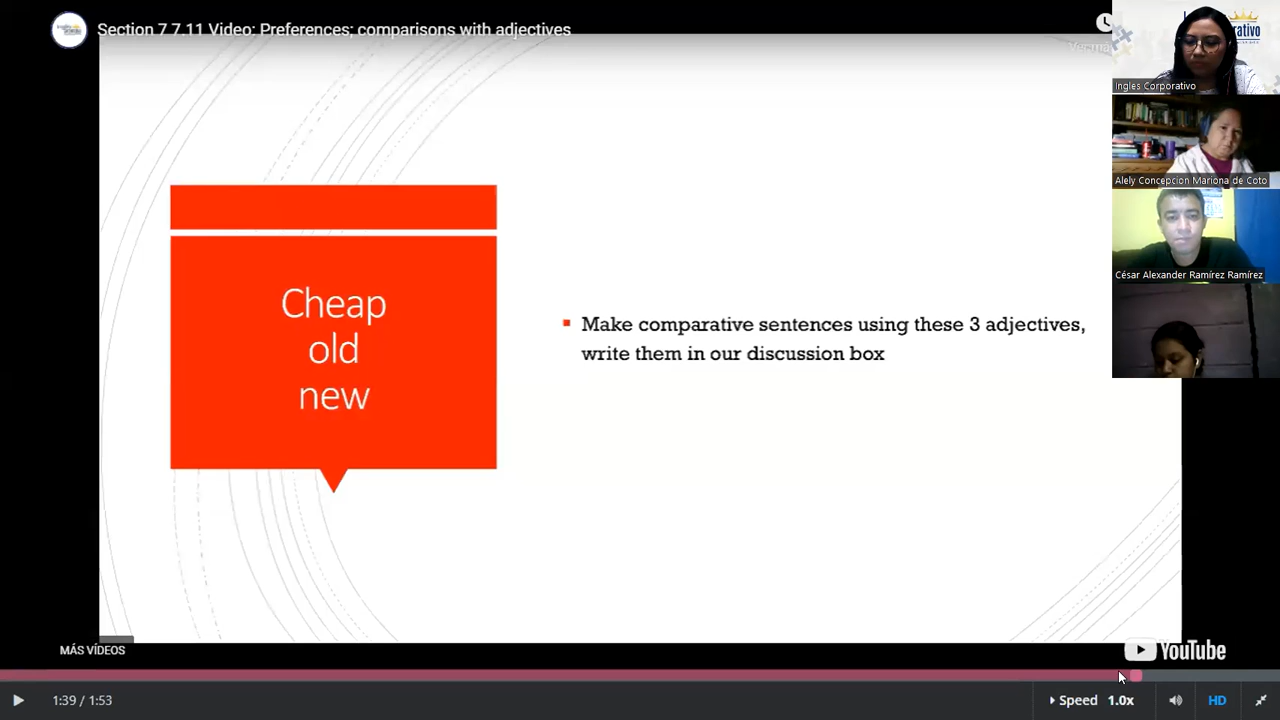 Section 7 7.11 Video: Preferences; comparisons with adjectives
Ingles Corporativo
Alely Concepcion Mariona de Coto
César Alexander Ramírez Ramírez
Cheap
old
new
Make comparative sentences using these 3 adjectives,
write them in our discussion box
MÁS VÍDEOS
YouTube
1:39 / 1:53
Speed 1.0x
HD